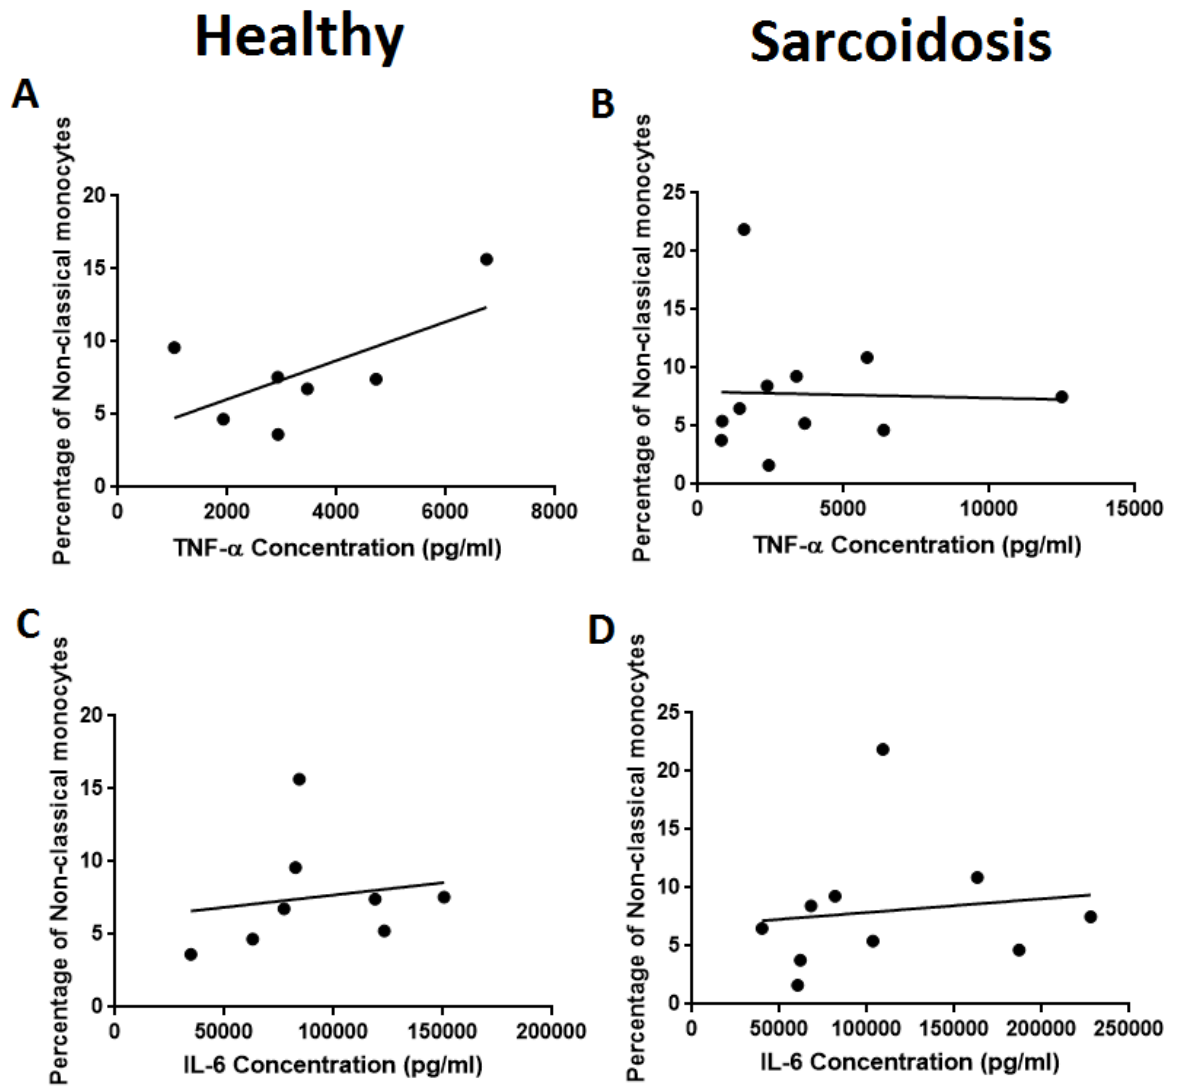 Healthy
Sarcoidosis
A
Percentage of Non-classical monocytes
20
15
10
5
0
0 2000 4000 6000 8000
TNF-α Concentration (pg/ml)
B
Percentage of Non-classical monocytes
25
20
15
10
5
0
0 5000 10000 15000
TNF-α Concentration (pg/ml)
C
Percentage of Non-classical monocytes
20
15
10
5
0
0 50000 100000 150000 200000
IL-6 Concentration (pg/ml)
D
Percentage of Non-classical monocytes
25
20
15
10
5
0
0 50000 100000 150000 200000 250000
IL-6 Concentration (pg/ml)